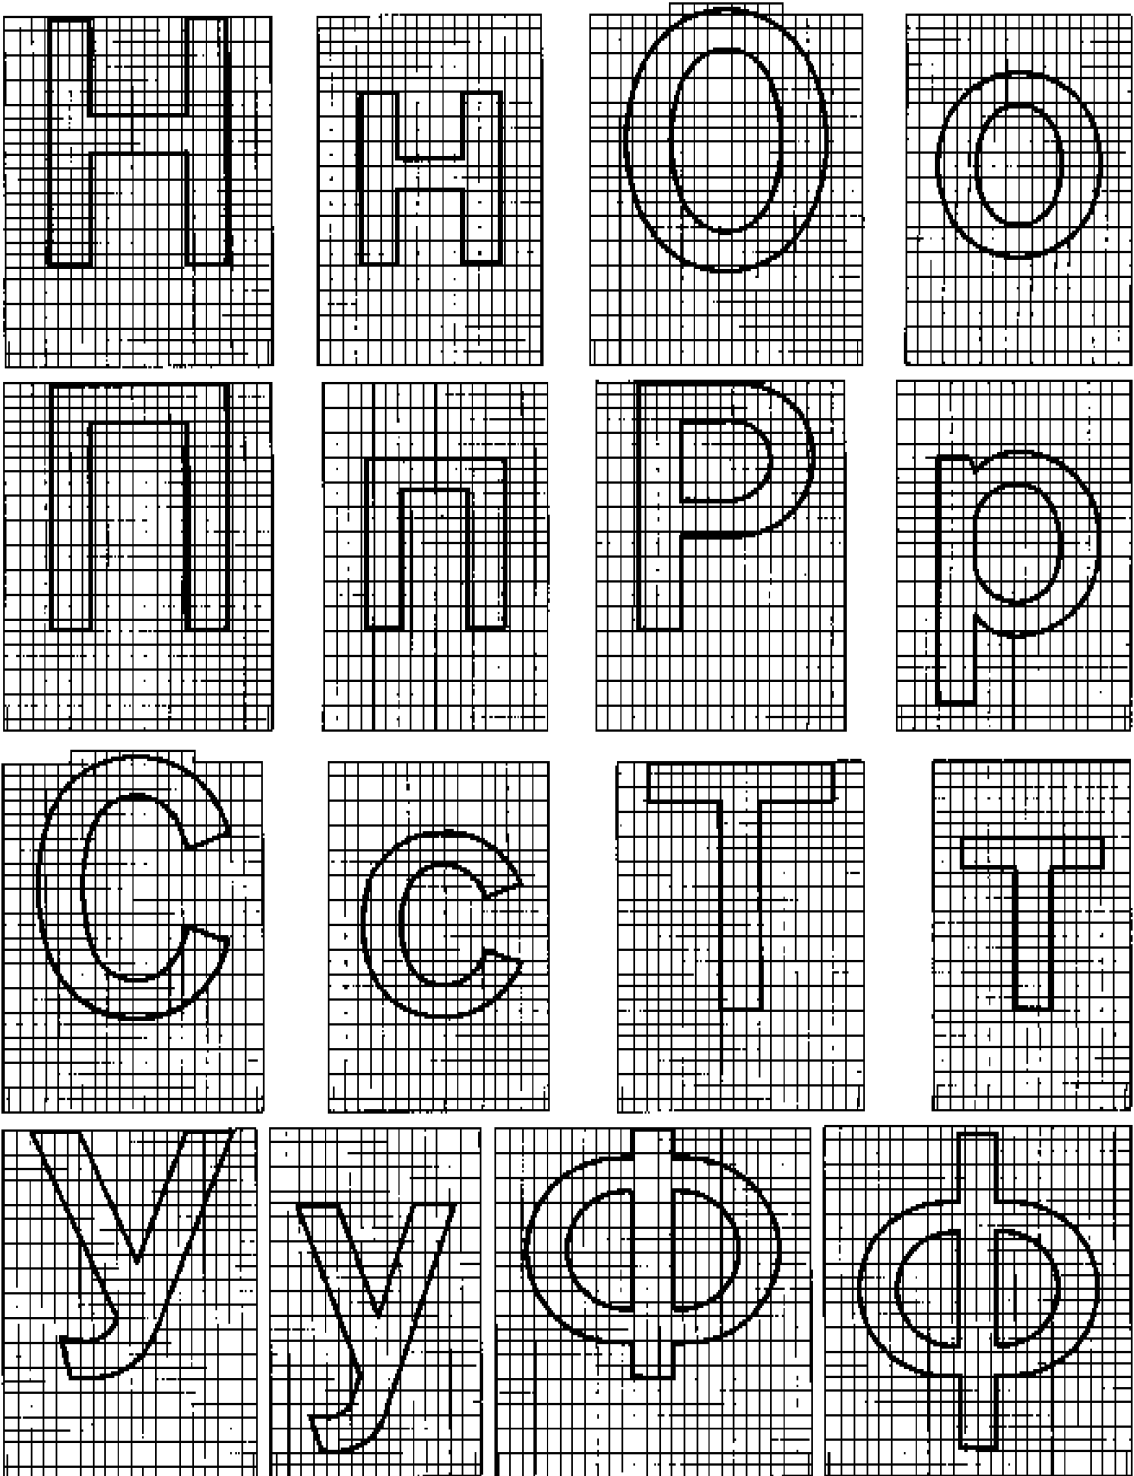 Н н О о
П п Р р
С с Т т
У у Ф ф